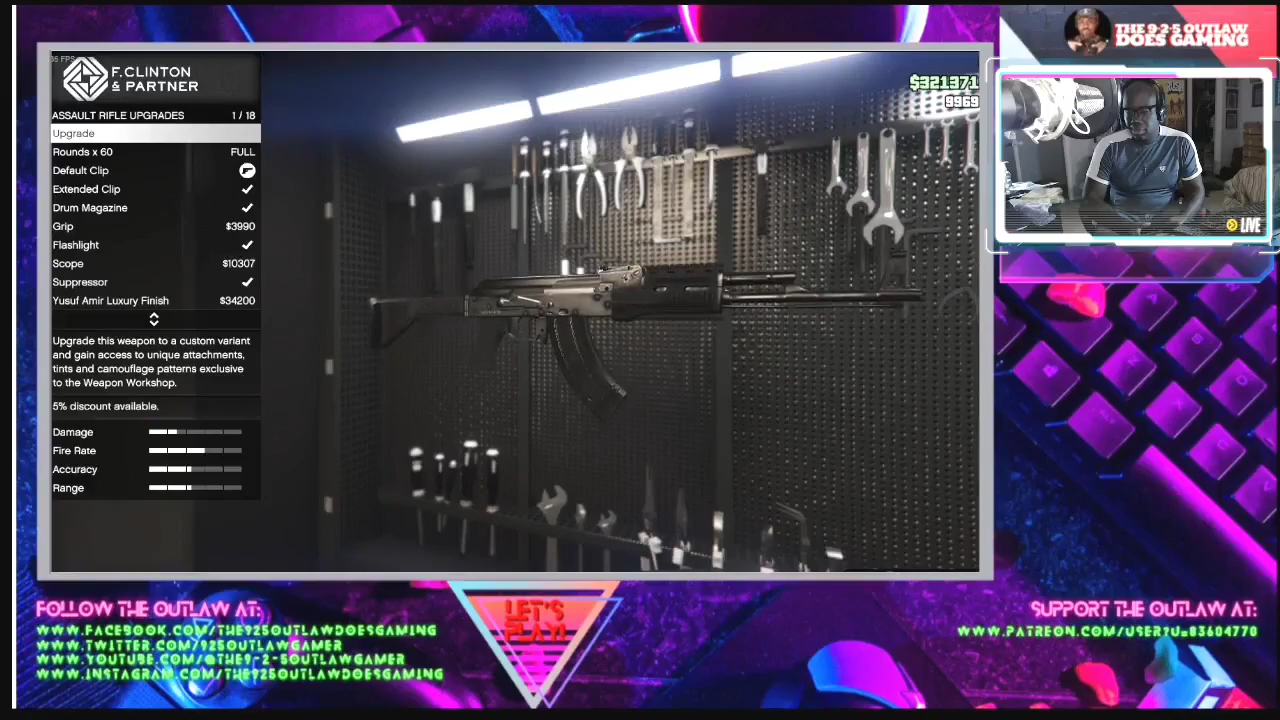 THE 9-2-5 OUTLAW
DOES GAMING
F. CLINTON
& PARTNER
$321371
9969
ASSAULT RIFLE UPGRADES 1 / 18
Upgrade
Rounds x 60 FULL
Default Clip
Extended Clip
Drum Magazine
Grip $3990
Flashlight
Scope $10307
Suppressor
Yusuf Amir Luxury Finish $34200
Upgrade this weapon to a custom variant
and gain access to unique attachments,
tints and camouflage patterns exclusive
to the Weapon Workshop.
5% discount available.
Damage
Fire Rate
Accuracy
Range
LIVE
FOLLOW THE OUTLAW AT:
WWW.FACEBOOK.COM/THE925OUTLAWDOESGAMING
WWW.TWITTER.COM/925OUTLAWGAMER
WWW.YOUTUBE.COM/@THE9-2-5OUTLAWGAMER
WWW.INSTAGRAM.COM/THE925OUTLAWDOESGAMING
LET'S
PLAY!
SUPPORT THE OUTLAW AT:
WWW.PATREON.COM/USER?U=83604770